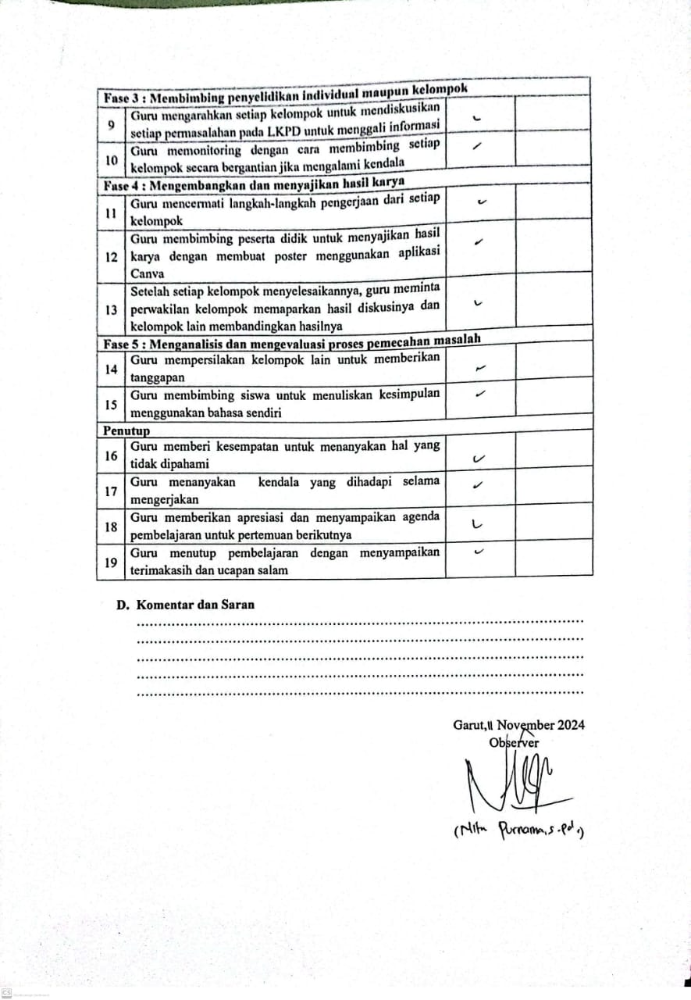 Fase 3 : Membimbing penyelidikan individual maupun kelompok
9 Guru mengarahkan setiap kelompok untuk mendiskusikan
setiap permasalahan pada LKPD untuk menggali informasi
10 Guru memonitoring dengan cara membimbing setiap
kelompok secara bergantian jika mengalami kendala
Fase 4 : Mengembangkan dan menyajikan hasil karya
11 Guru mencermati langkah-langkah pengerjaan dari setiap
kelompok
12 Guru membimbing peserta didik untuk menyajikan hasil
karya dengan membuat poster menggunakan aplikasi
Canva
13 Setelah setiap kelompok menyelesaikannya, guru meminta
perwakilan kelompok memaparkan hasil diskusinya dan
kelompok lain membandingkan hasilnya
Fase 5 : Menganalisis dan mengevaluasi proses pemecahan masalah
14 Guru mempersilakan kelompok lain untuk memberikan
tanggapan
15 Guru membimbing siswa untuk menuliskan kesimpulan
menggunakan bahasa sendiri
Penutup
16 Guru memberi kesempatan untuk menanyakan hal yang
tidak dipahami
17 Guru menanyakan kendala yang dihadapi selama
mengerjakan
18 Guru memberikan apresiasi dan menyampaikan agenda
pembelajaran untuk pertemuan berikutnya
19 Guru menutup pembelajaran dengan menyampaikan
terimakasih dan ucapan salam
D. Komentar dan Saran
Garut, 11 November 2024
Observer
(Nita Purnama, S.Pd.)
CS